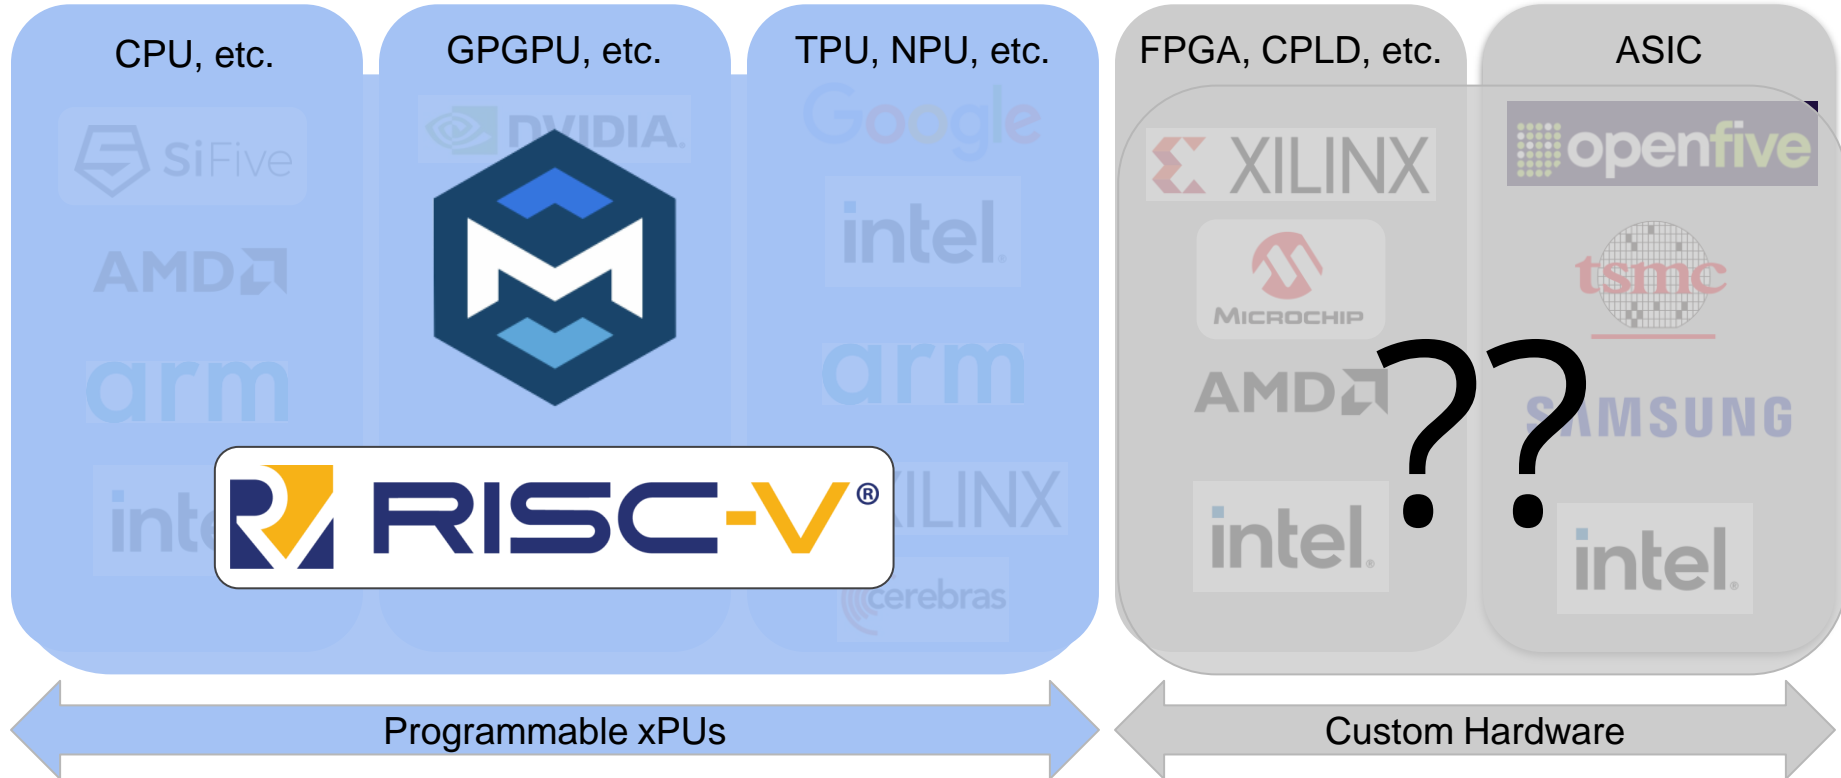 CPU, etc.
SiFive
AMD
arm
intel
GPGPU, etc.
NVIDIA.
M
RISC-V®
TPU, NPU, etc.
Google
intel.
arm
XILINX
cerebras
Programmable xPUs
FPGA, CPLD, etc.
XILINX
MICROCHIP
AMD
intel.
ASIC
openfive
tsmc
SAMSUNG
intel.
??
Custom Hardware